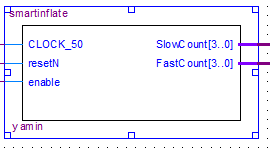 smartinflate
CLOCK_50 SlowCount[3..0]
resetN FastCount[3..0]
enable
yamin